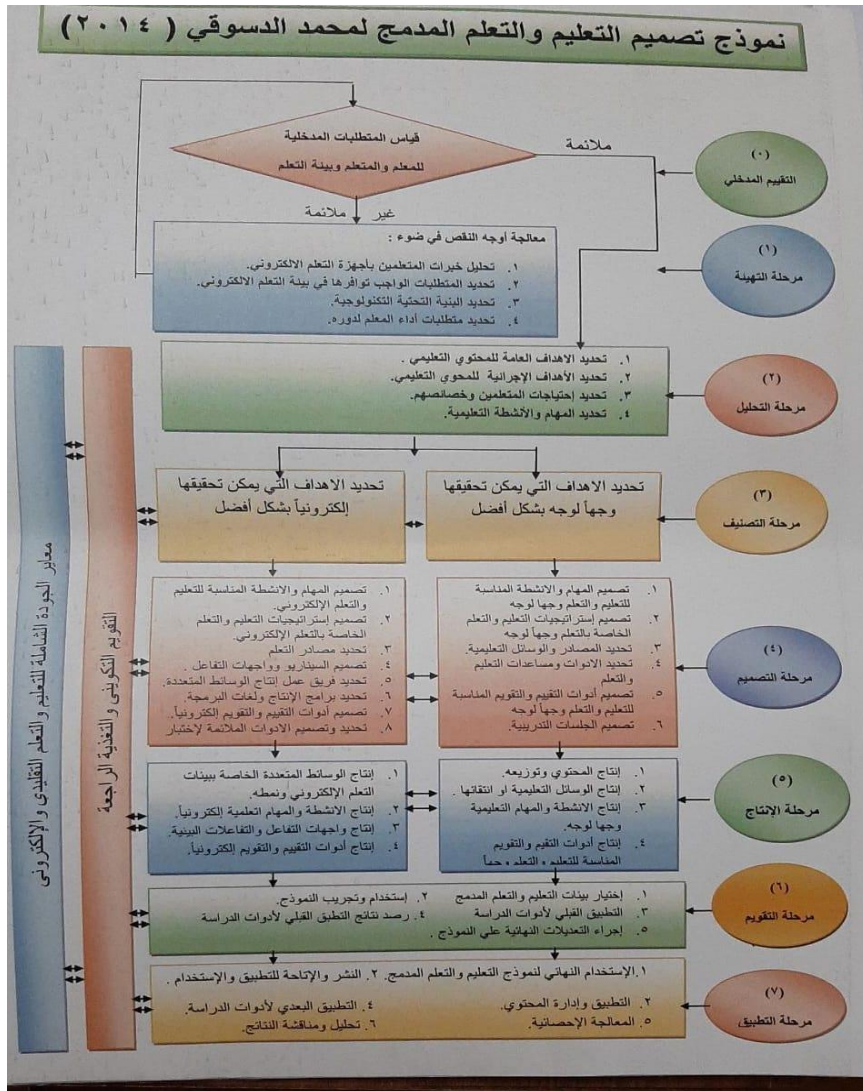 نموذج تصميم التعليم والتعلم المدمج لمحمد الدسوقي ( ٢٠١٤ )
قياس المتطلبات المدخلية
للمعلم والمتعلم وبيئة التعلم
ملائمة
غير ملائمة
(٠)
التقييم المدخلي
معالجة أوجه النقص في ضوء :
١. تحليل خبرات المتعلمين بأجهزة التعلم الالكتروني.
٢. تحديد المتطلبات الواجب توافرها في بيئة التعلم الالكتروني.
٣. تحديد البنية التحتية التكنولوجية.
٤. تحديد متطلبات أداء المعلم لدوره.
(١)
مرحلة التهيئة
١. تحديد الاهداف العامة للمحتوي التعليمي .
٢. تحديد الأهداف الإجرائية للمحوي التعليمي.
٣. تحديد إحتياجات المتعلمين وخصائصهم.
٤. تحديد المهام والأنشطة التعليمية.
(٢)
مرحلة التحليل
تحديد الاهداف التي يمكن تحقيقها
وجهاً لوجه بشكل أفضل
تحديد الاهداف التي يمكن تحقيقها
إلكترونياً بشكل أفضل
(٣)
مرحلة التصنيف
١. تصميم المهام والانشطة المناسبة
للتعليم والتعلم وجها لوجه
٢. تصميم إستراتيجيات التعليم والتعلم
الخاصة بالتعلم وجهاً لوجه
٣. تحديد المصادر والوسائل التعليمية.
٤. تحديد الادوات ومساعدات التعليم
والتعلم
٥. تصميم أدوات التقييم والتقويم المناسبة
للتعليم والتعلم وجهاً لوجه
٦. تصميم الجلسات التدريبية.
١. تصميم المهام والانشطة المناسبة للتعليم
والتعلم الإلكتروني.
٢. تصميم إستراتيجيات التعليم والتعلم
الخاصة بالتعلم الإلكتروني.
٣. تحديد مصادر التعلم
٤. تصميم السيناريو وواجهات التفاعل .
٥. تحديد فريق عمل إنتاج الوسائط المتعددة.
٦. تحديد برامج الإنتاج ولغات البرمجة.
٧. تصميم أدوات التقييم والتقويم إلكترونياً.
٨. تحديد وتصميم الادوات الملائمة لإختبار
(٤)
مرحلة التصميم
١. إنتاج المحتوي وتوزيعه.
٢. إنتاج الوسائل التعليمية او انتقائها .
٣. إنتاج الأنشطة والمهام التعليمية
وجها لوجه.
٤. إنتاج أدوات التقيم والتقويم
المناسبة للتعليم والتعلم وجهاً
١. إنتاج الوسائط المتعددة الخاصة ببيئات
التعلم الإلكتروني ونمطه.
٢. إنتاج الانشطة والمهام اتعلمية إلكترونياً.
٣. إنتاج واجهات التفاعل والتفاعلات البينية.
٤. إنتاج أدوات التقييم والتقويم إلكترونياً.
(٥)
مرحلة الإنتاج
١. إختيار بيئات التعليم والتعلم المدمج ٢. إستخدام وتجريب النموذج.
٣. التطبيق القبلي لأدوات الدراسة ٤. رصد نتائج التطبق القبلي لأدوات الدراسة
٥. إجراء التعديلات النهائية علي النموذج .
(٦)
مرحلة التقويم
١.الإستخدام النهائي لنموذج التعليم والتعلم المدمج. ٢. النشر والإتاحة للتطبيق والإستخدام .
٢. التطبيق وإدارة المحتوي. ٤. التطبيق البعدي لأدوات الدراسة.
٥. المعالجة الإحصائية. ٦. تحليل ومناقشة النتائج.
(٧)
مرحلة التطبيق
التقويم التكويني والتغذية الراجعة
معاير الجودة الشاملة للتعليم والتعلم التقليدي والإلكتروني